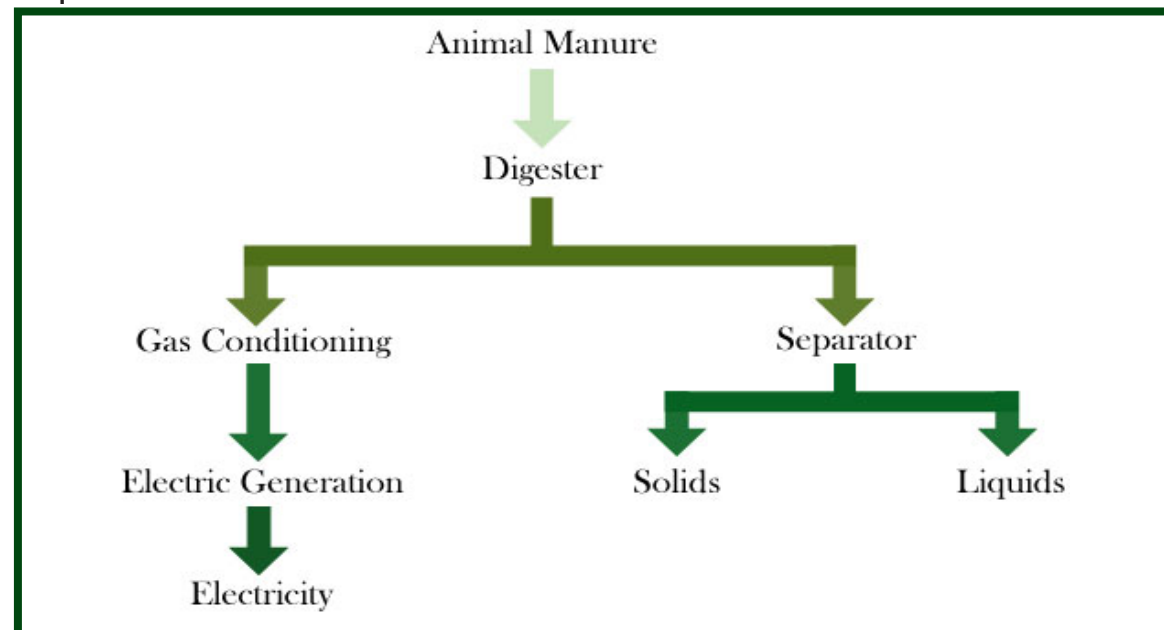 Animal Manure
Digester
Gas Conditioning
Separator
Electric Generation
Solids
Liquids
Electricity